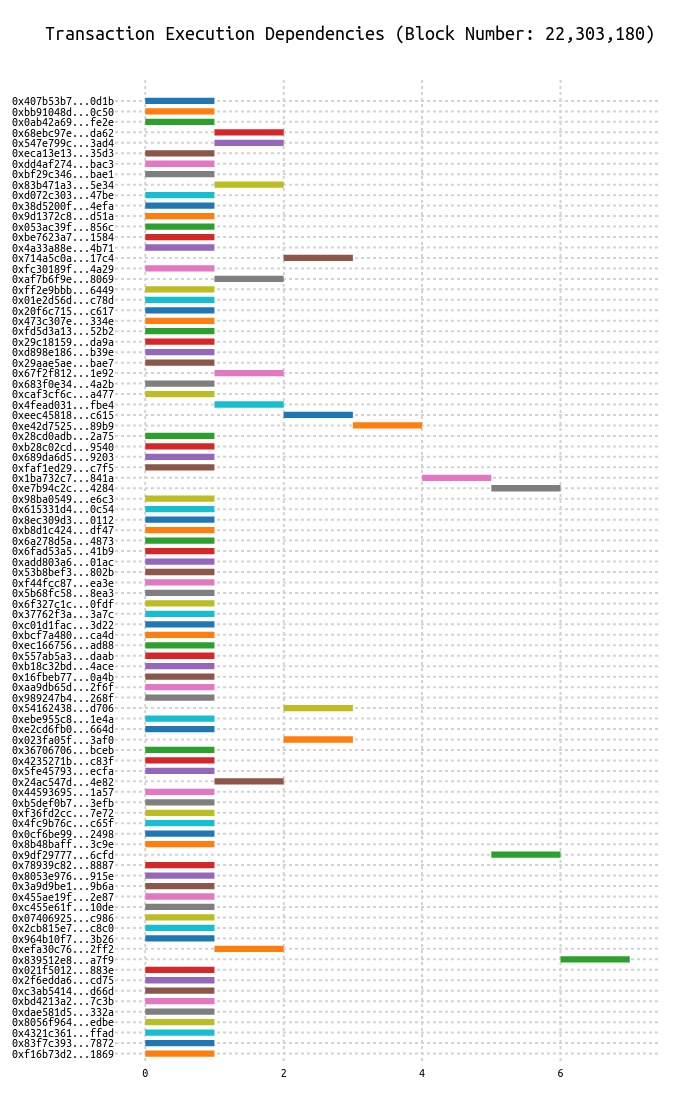 Transaction Execution Dependencies (Block Number: 22,303,180)
0x407b53b7...0d1b
0xbb91048d...0c50
0x0ab42a69...fe2e
0x68ebc97e...da62
0x547e799c...3ad4
0xeca13e13...35d3
0xdd4af274...bac3
0xbf29c346...bae1
0x83b471a3...5e34
0xd072c303...47be
0x38d5200f...4efa
0x9d1372c8...d51a
0x053ac39f...856c
0xbe7623a7...1584
0x4a33a88e...4b71
0x714a5c0a...17c4
0xfc30189f...4a29
0xaf7b6f9e...8069
0xff2e9bbb...6449
0x01e2d56d...c78d
0x20f6c715...c617
0x473c307e...334e
0xfd5d3a13...52b2
0x29c18159...da9a
0xd898e186...b39e
0x29aae5ae...bae7
0x67f2f812...1e92
0x683f0e34...4a2b
0xcaf3cf6c...a477
0x4fead031...fbe4
0xeec45818...c615
0xe42d7525...89b9
0x28cd0adb...2a75
0xb28c02cd...9540
0x689da6d5...9203
0xfaf1ed29...c7f5
0x1ba732c7...841a
0xe7b94c2c...4284
0x98ba0549...e6c3
0x615331d4...0c54
0x8ec309d3...0112
0xb8d1c424...df47
0x6a278d5a...4873
0x6fad53a5...41b9
0xadd803a6...01ac
0x53b8bef3...802b
0xf44fcc87...ea3e
0x5b68fc58...8ea3
0x6f327c1c...0fdf
0x37762f3a...3a7c
0xc01d1fac...3d22
0xbcf7a480...ca4d
0xec166756...ad88
0x557ab5a3...daab
0xb18c32bd...4ace
0x16fbeb77...0a4b
0xaa9db65d...2f6f
0x989247b4...268f
0x54162438...d706
0xebe955c8...1e4a
0xe2cd6fb0...664d
0x023fa05f...3af0
0x36706706...bceb
0x4235271b...c83f
0x5fe45793...ecfa
0x24ac547d...4e82
0x44593695...1a57
0xb5def0b7...3efb
0xf36fd2cc...7e72
0x4fc9b76c...c65f
0x0cf6be99...2498
0x8b48baff...3c9e
0x9df29777...6cfd
0x78939c82...8887
0x8053e976...915e
0x3a9d9be1...9b6a
0x455ae19f...2e87
0xc455e61f...10de
0x07406925...c986
0x2cb815e7...c8c0
0x964b10f7...3b26
0xefa30c76...2ff2
0x839512e8...a7f9
0x021f5012...883e
0x2f6edda6...cd75
0xc3ab5414...d66d
0xbd4213a2...7c3b
0xdae581d5...332a
0x8056f964...edbe
0x4321c361...ffad
0x83f7c393...7872
0xf16b73d2...1869
0 2 4 6